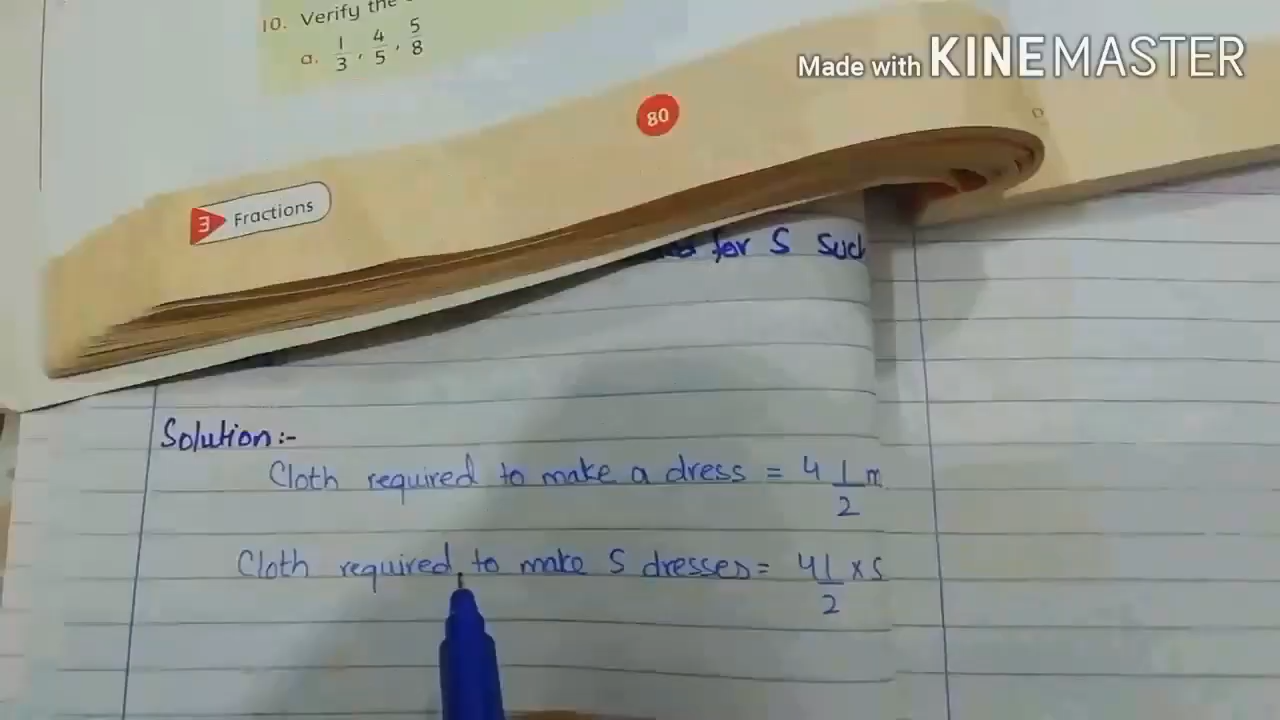 Made with KINEMASTER
10. Verify the
a. 1/3, 4/5, 5/8
80
3 Fractions
for 5 such
Solution:-
Cloth required to make a dress = 4 1/2 m
Cloth required to make 5 dresses = 4 1/2 x 5